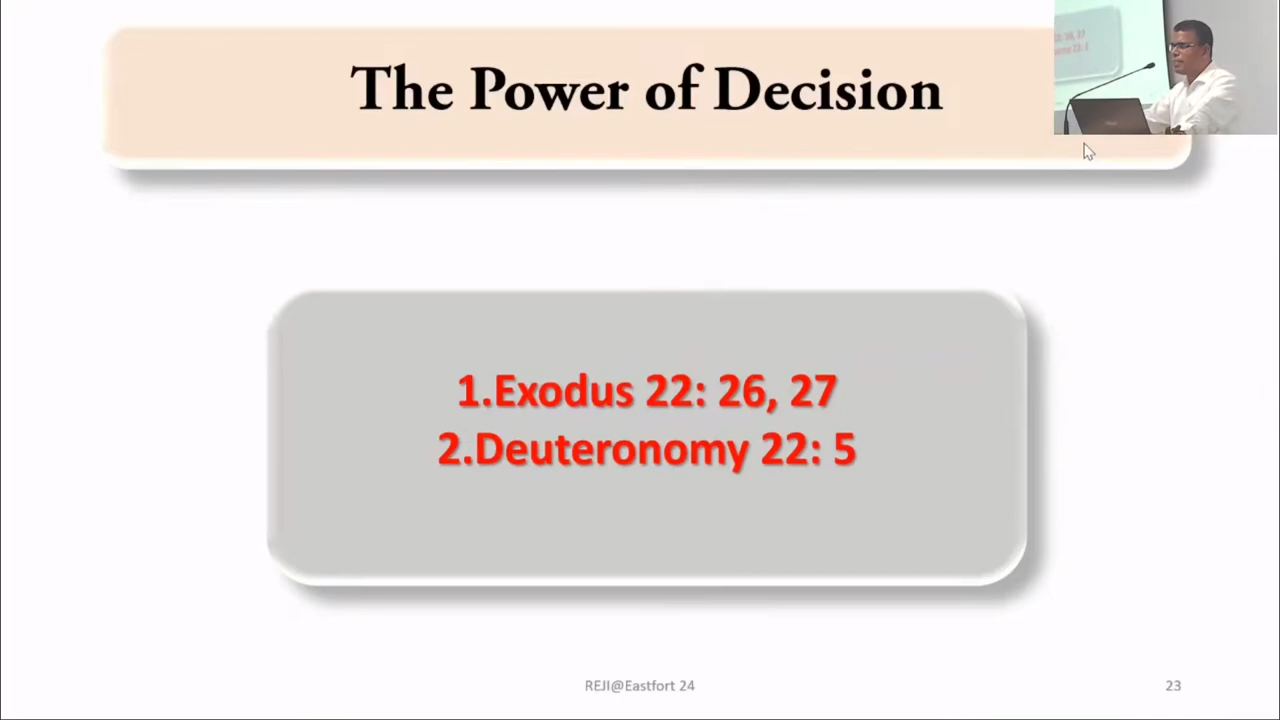 The Power of Decision
1.Exodus 22: 26, 27
2.Deuteronomy 22: 5
REJI@Eastfort 24
23